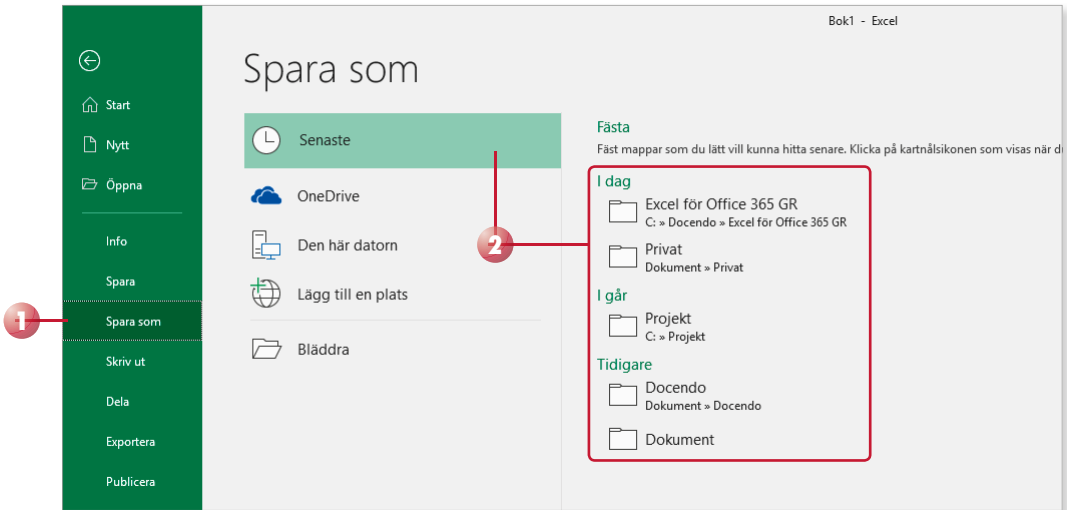 Bok1 - Excel
Spara som
Start
Nytt
Öppna
Info
Spara
Spara som
Skriv ut
Dela
Exportera
Publicera
1
Senaste
OneDrive
Den här datorn
Lägg till en plats
Bläddra
2
Fästa
Fäst mappar som du lätt vill kunna hitta senare. Klicka på kartnålsikonen som visas när d
I dag
Excel för Office 365 GR
C: » Docendo » Excel för Office 365 GR
Privat
Dokument » Privat
I går
Projekt
C: » Projekt
Tidigare
Docendo
Dokument » Docendo
Dokument